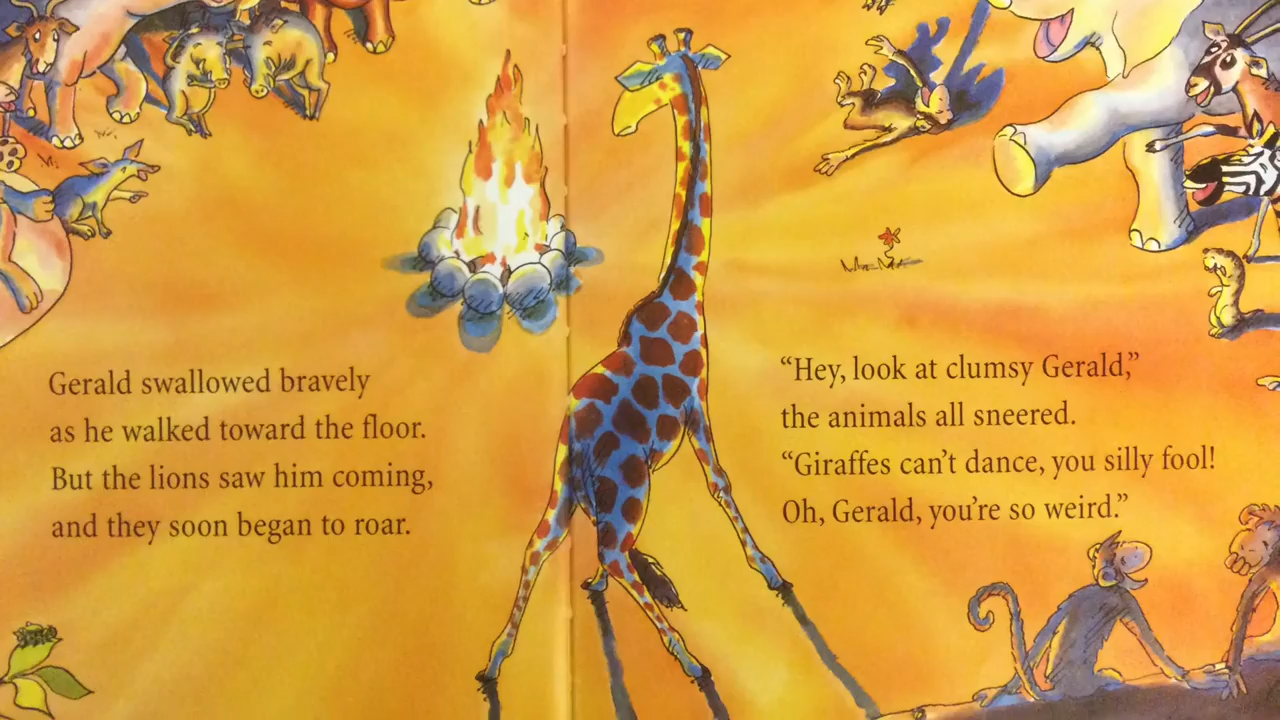 Gerald swallowed bravely
as he walked toward the floor.
But the lions saw him coming,
and they soon began to roar.
“Hey, look at clumsy Gerald,”
the animals all sneered.
“Giraffes can’t dance, you silly fool!
Oh, Gerald, you’re so weird.”